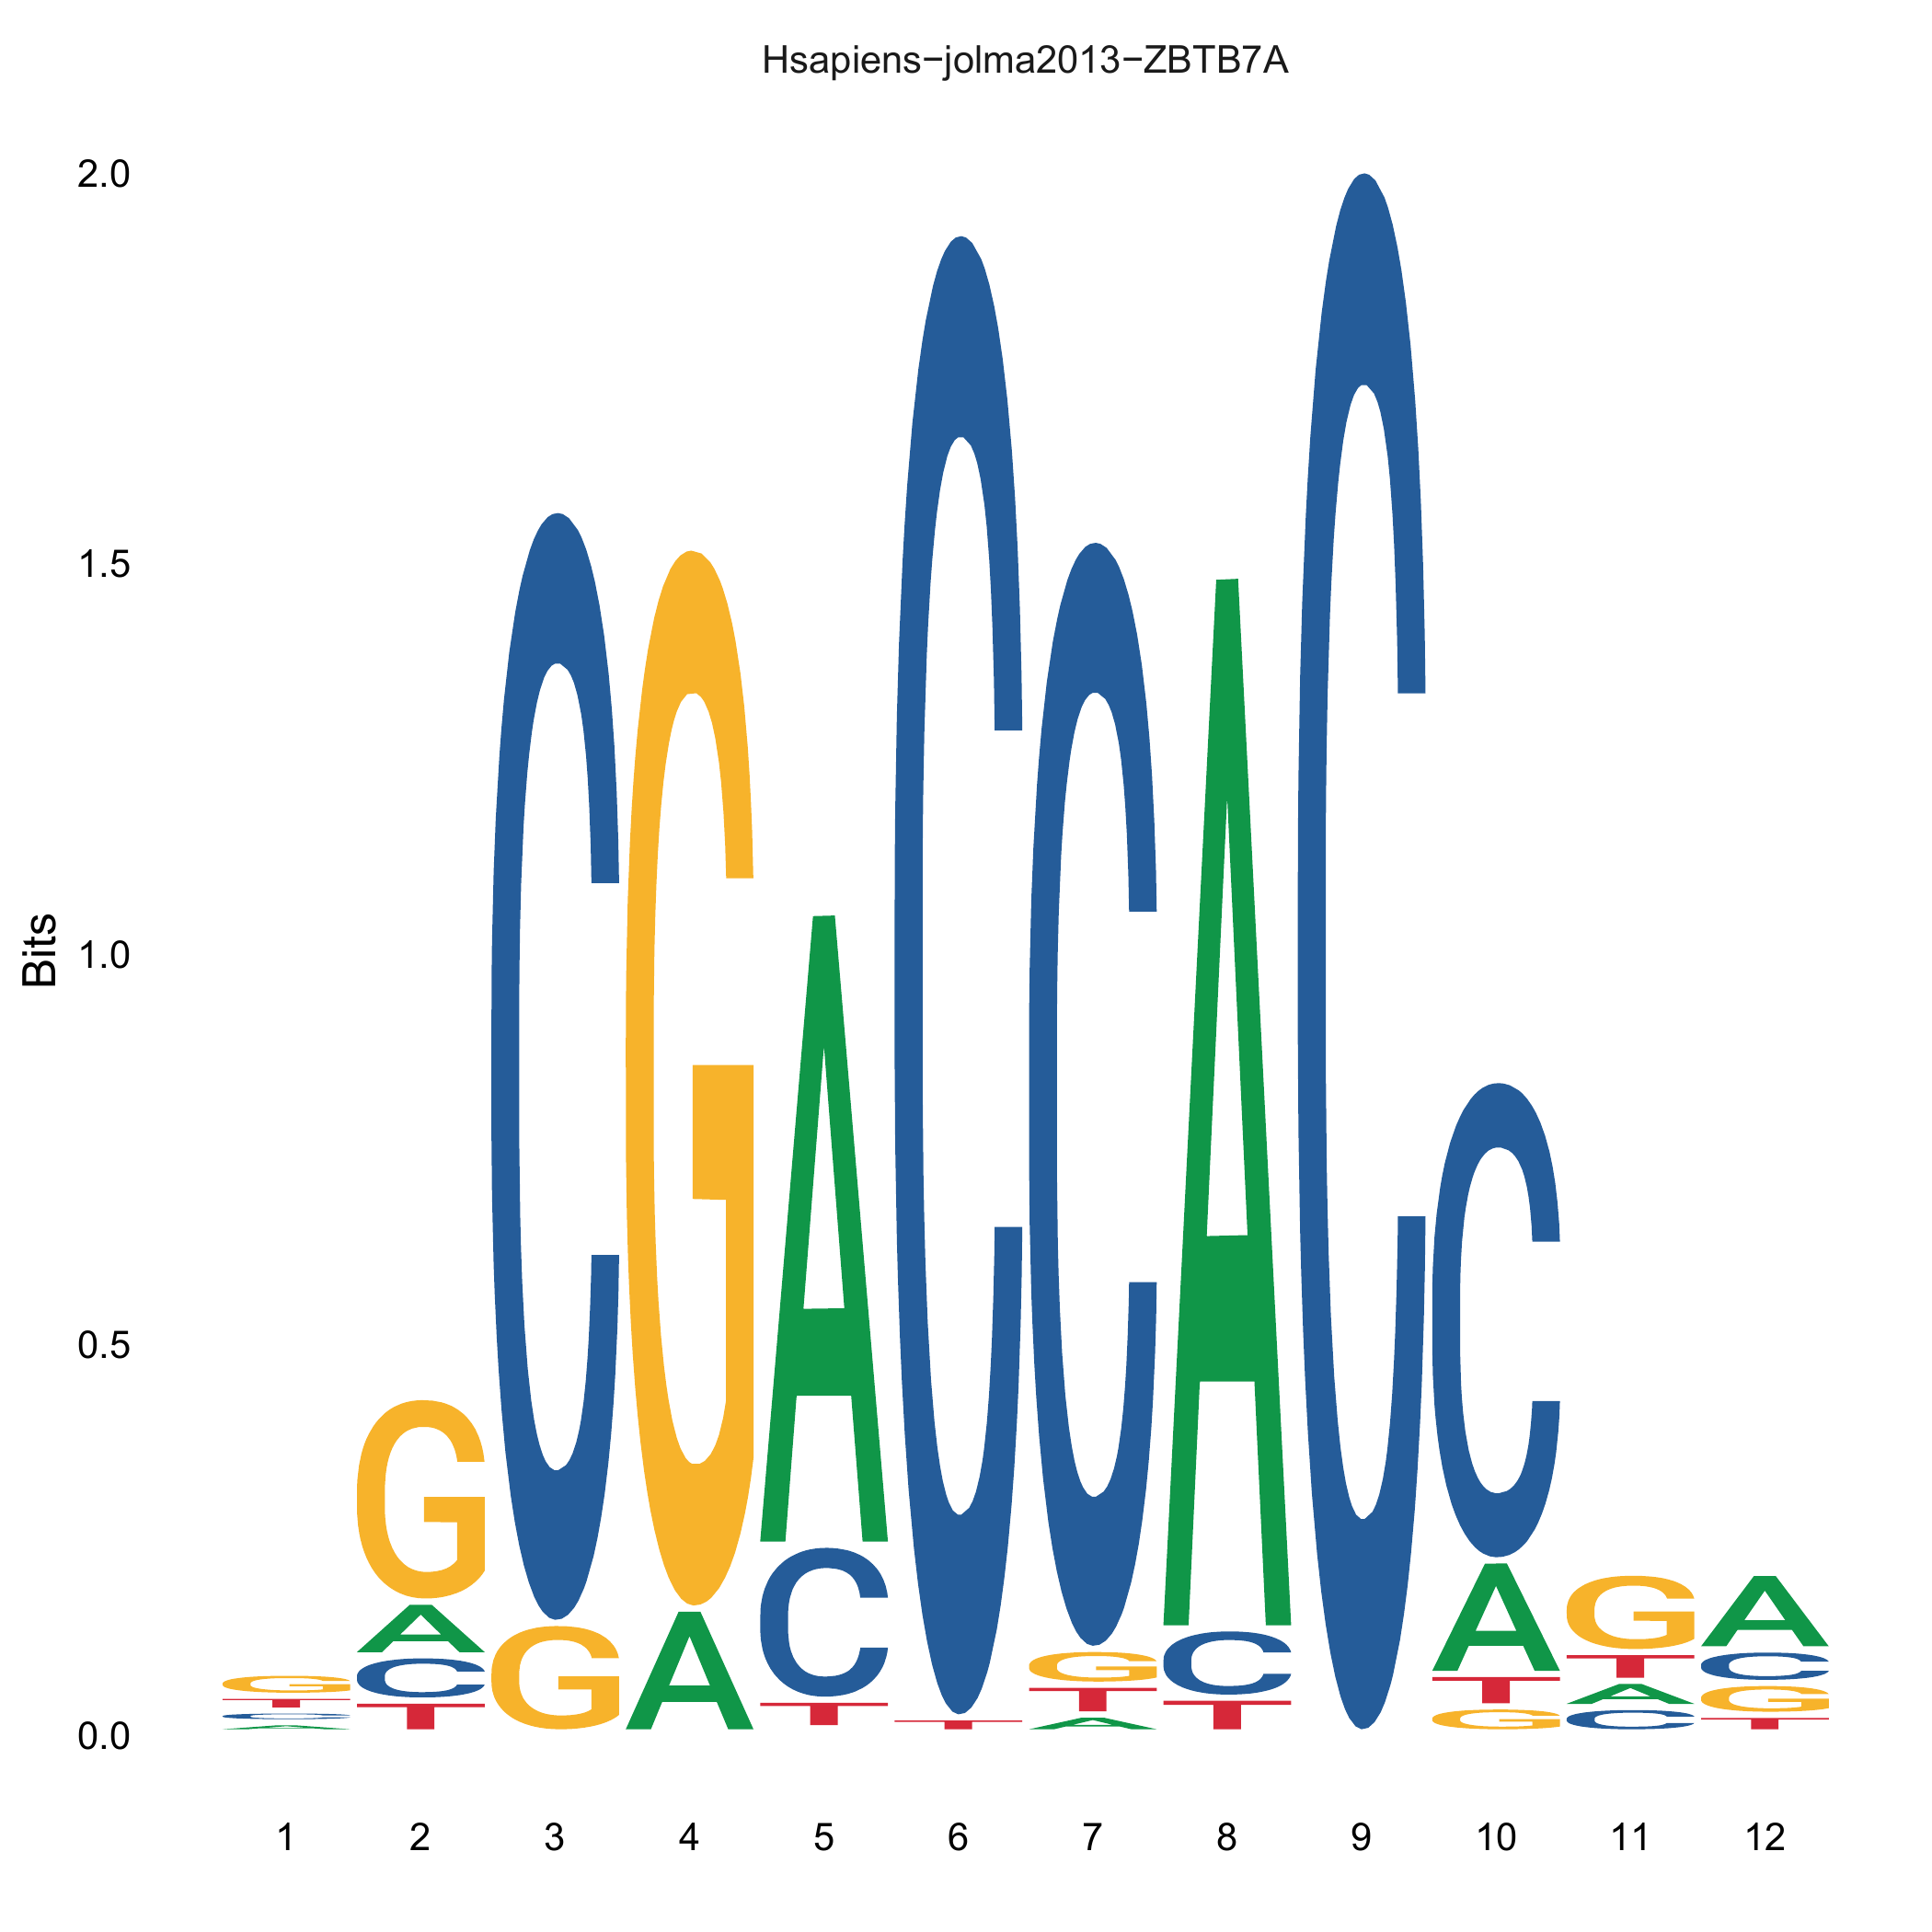 Hsapiens−jolma2013−ZBTB7A
2.0
1.5
1.0
0.5
0.0
Bits
G T C A
G A C T
C G
G A
A C T
C T
C G T A
A C T
C
C A T G
G T A C
A C G T
1 2 3 4 5 6 7 8 9 10 11 12